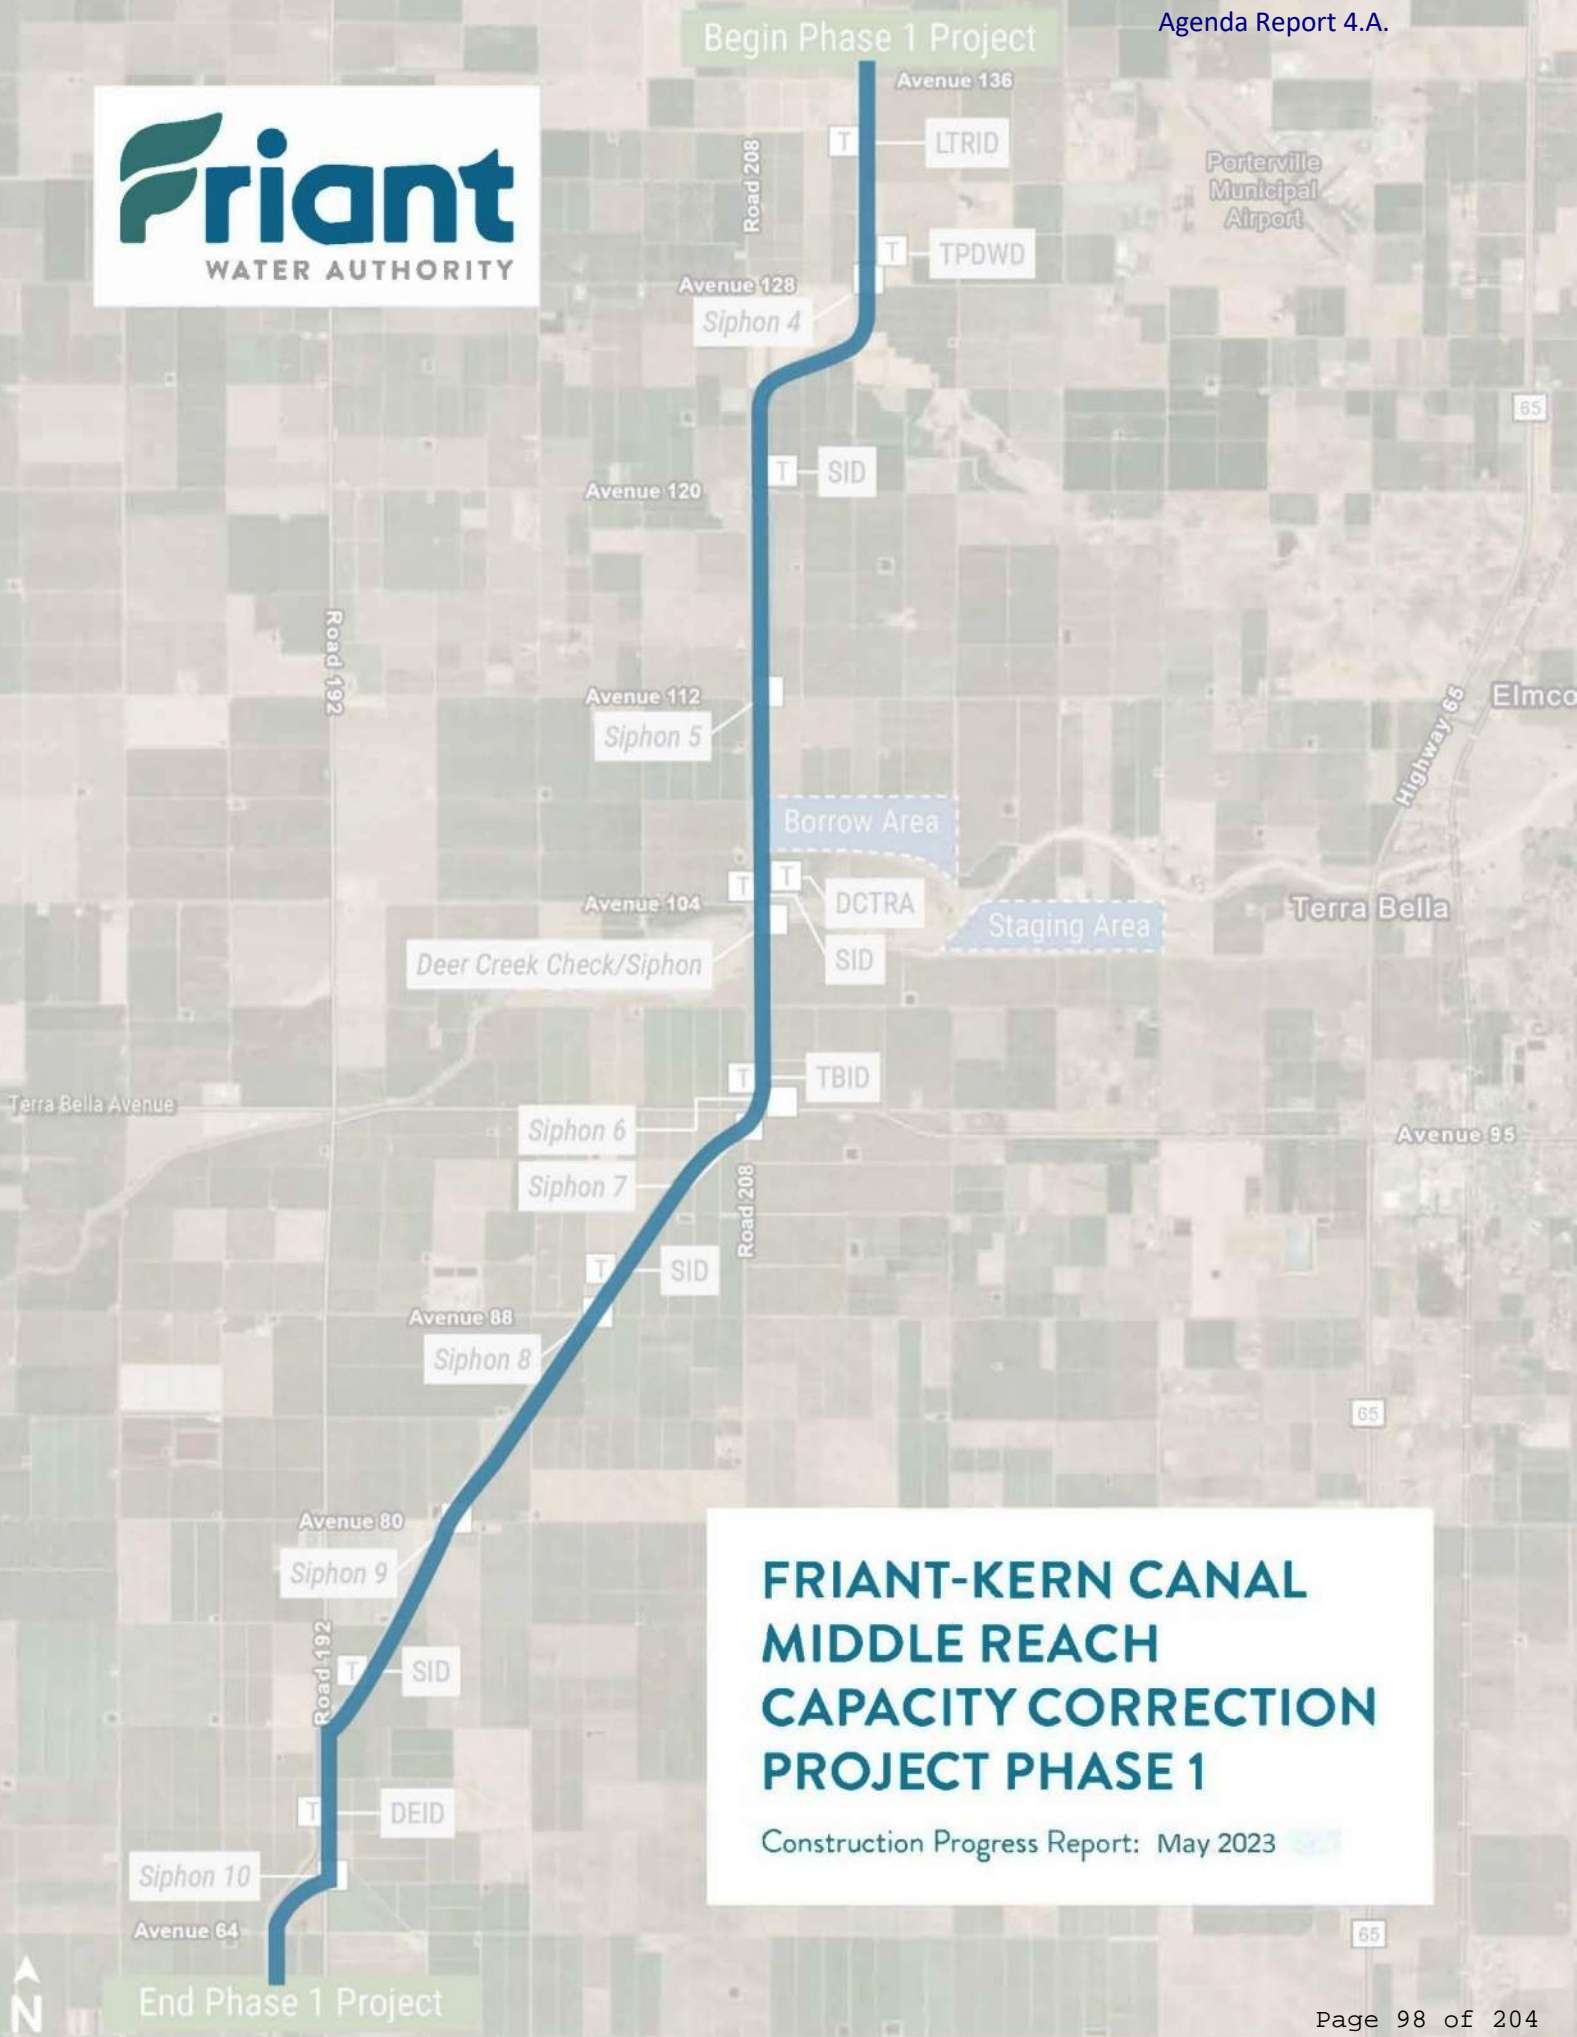 Agenda Report 4.A.
Begin Phase 1 Project
Avenue 136
Friant
WATER AUTHORITY
T
LTRID
Road 208
Porterville
Municipal
Airport
T
TPDWD
Avenue 128
Siphon 4
65
T
SID
Avenue 120
Road 192
Avenue 112
Siphon 5
Highway 65
Elmco
Borrow Area
T
T
DCTRA
Avenue 104
Terra Bella
Staging Area
Deer Creek Check/Siphon
SID
T
TBID
Terra Bella Avenue
Siphon 6
Avenue 95
Siphon 7
Road 208
T
SID
Avenue 88
Siphon 8
65
Avenue 80
Siphon 9
FRIANT-KERN CANAL
MIDDLE REACH
CAPACITY CORRECTION
PROJECT PHASE 1
Construction Progress Report: May 2023
Road 192
T
SID
T
DEID
Siphon 10
Avenue 64
65
N
End Phase 1 Project
Page 98 of 204